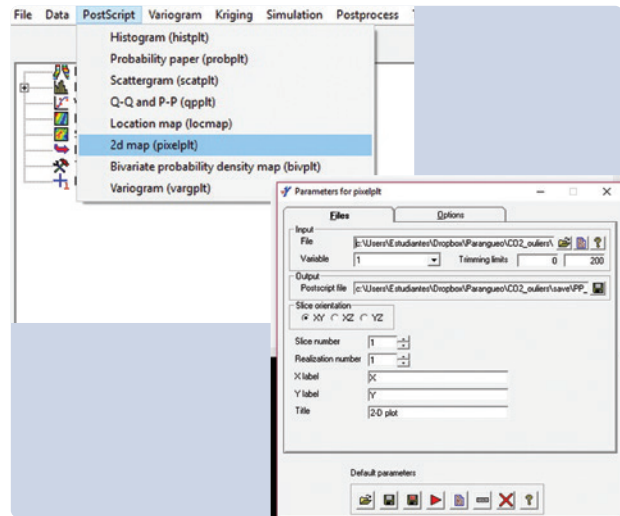 File Data PostScript Variogram Kriging Simulation Postprocess
Histogram (histplt)
Probability paper (probplt)
Scattergram (scatplt)
Q-Q and P-P (qpplt)
Location map (locmap)
2d map (pixelplt)
Bivariate probability density map (bivplt)
Variogram (vargplt)
Parameters for pixelplt
Files Options
Input
File c:\Users\Estudiantes\Dropbox\Parangueo\CO2_ouliers\
Variable 1 Trimming limits 0 200
Output
Postscript file c:\Users\Estudiantes\Dropbox\Parangueo\CO2_ouliers\save\PP_
Slice orientation
XY XZ YZ
Slice number 1
Realization number 1
X label X
Y label Y
Title 2-D plot
Default parameters